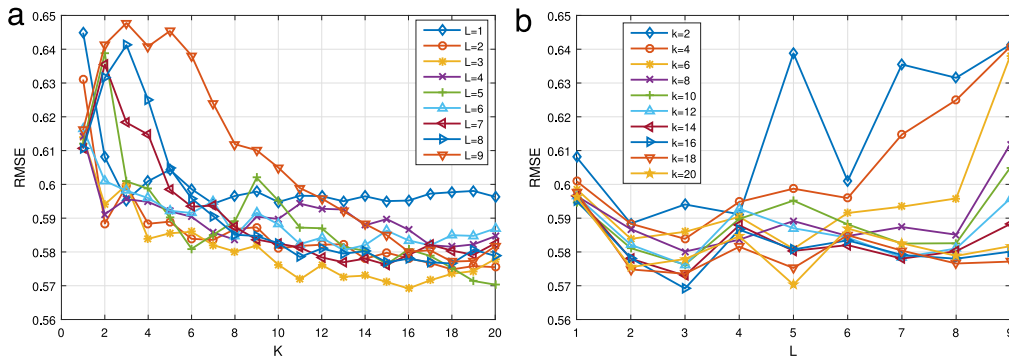 a
0.65
0.64
0.63
0.62
0.61
0.6
0.59
0.58
0.57
0.56
RMSE
0 2 4 6 8 10 12 14 16 18 20
K
L=1
L=2
L=3
L=4
L=5
L=6
L=7
L=8
L=9
b
0.65
0.64
0.63
0.62
0.61
0.6
0.59
0.58
0.57
0.56
RMSE
1 2 3 4 5 6 7 8 9
L
k=2
k=4
k=6
k=8
k=10
k=12
k=14
k=16
k=18
k=20